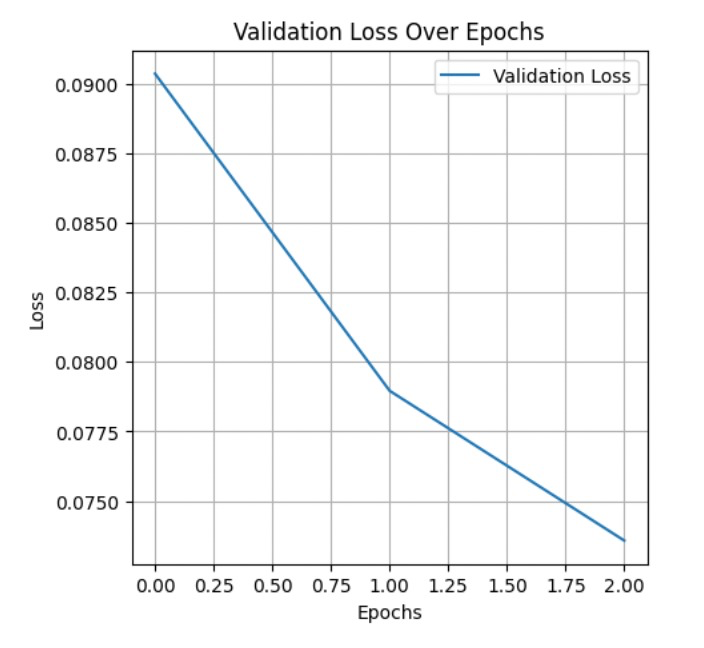 Validation Loss Over Epochs
Validation Loss
0.0900
0.0875
0.0850
0.0825
0.0800
0.0775
0.0750
Loss
0.00 0.25 0.50 0.75 1.00 1.25 1.50 1.75 2.00
Epochs